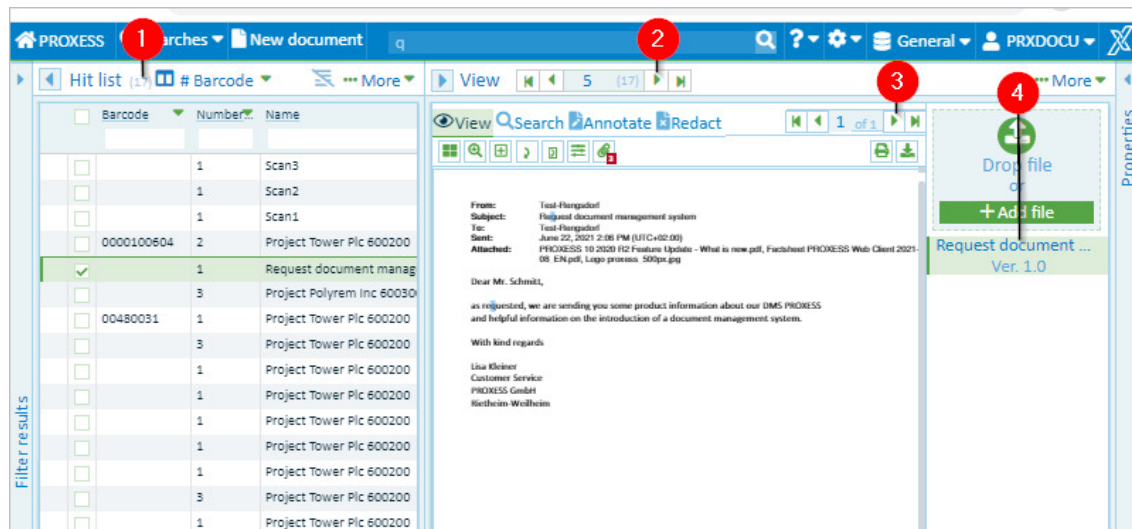 1 2 3 4
PROXESS arches New document q ? General PRXDOCU
Hit list (17) # Barcode More View 5 (17) More
Barcode Number... Name
View Search Annotate Redact 1 of 1
3
Drop file
or
+ Add file
Request document ...
Ver. 1.0
Properties
Filter results
1 Scan3
1 Scan2
1 Scan1
0000100604 2 Project Tower Plc 600200
1 Request document manag
3 Project Polyrem Inc 60030
00480031 1 Project Tower Plc 600200
3 Project Tower Plc 600200
1 Project Tower Plc 600200
1 Project Tower Plc 600200
1 Project Tower Plc 600200
1 Project Tower Plc 600200
3 Project Tower Plc 600200
1 Project Tower Plc 600200
From: Test-Rengsdorf
Subject: Request document management system
To: Test-Rengsdorf
Sent: June 22, 2021 2:06 PM (UTC+02:00)
Attached: PROXESS 10 2020 R2 Feature Update - What is new.pdf, Factsheet PROXESS Web Client 2021-
08_EN.pdf, Logo proxess_500px.jpg
Dear Mr. Schmitt,
as requested, we are sending you some product information about our DMS PROXESS
and helpful information on the introduction of a document management system.
With kind regards
Lisa Kleiner
Customer Service
PROXESS GmbH
Rietheim-Weilheim